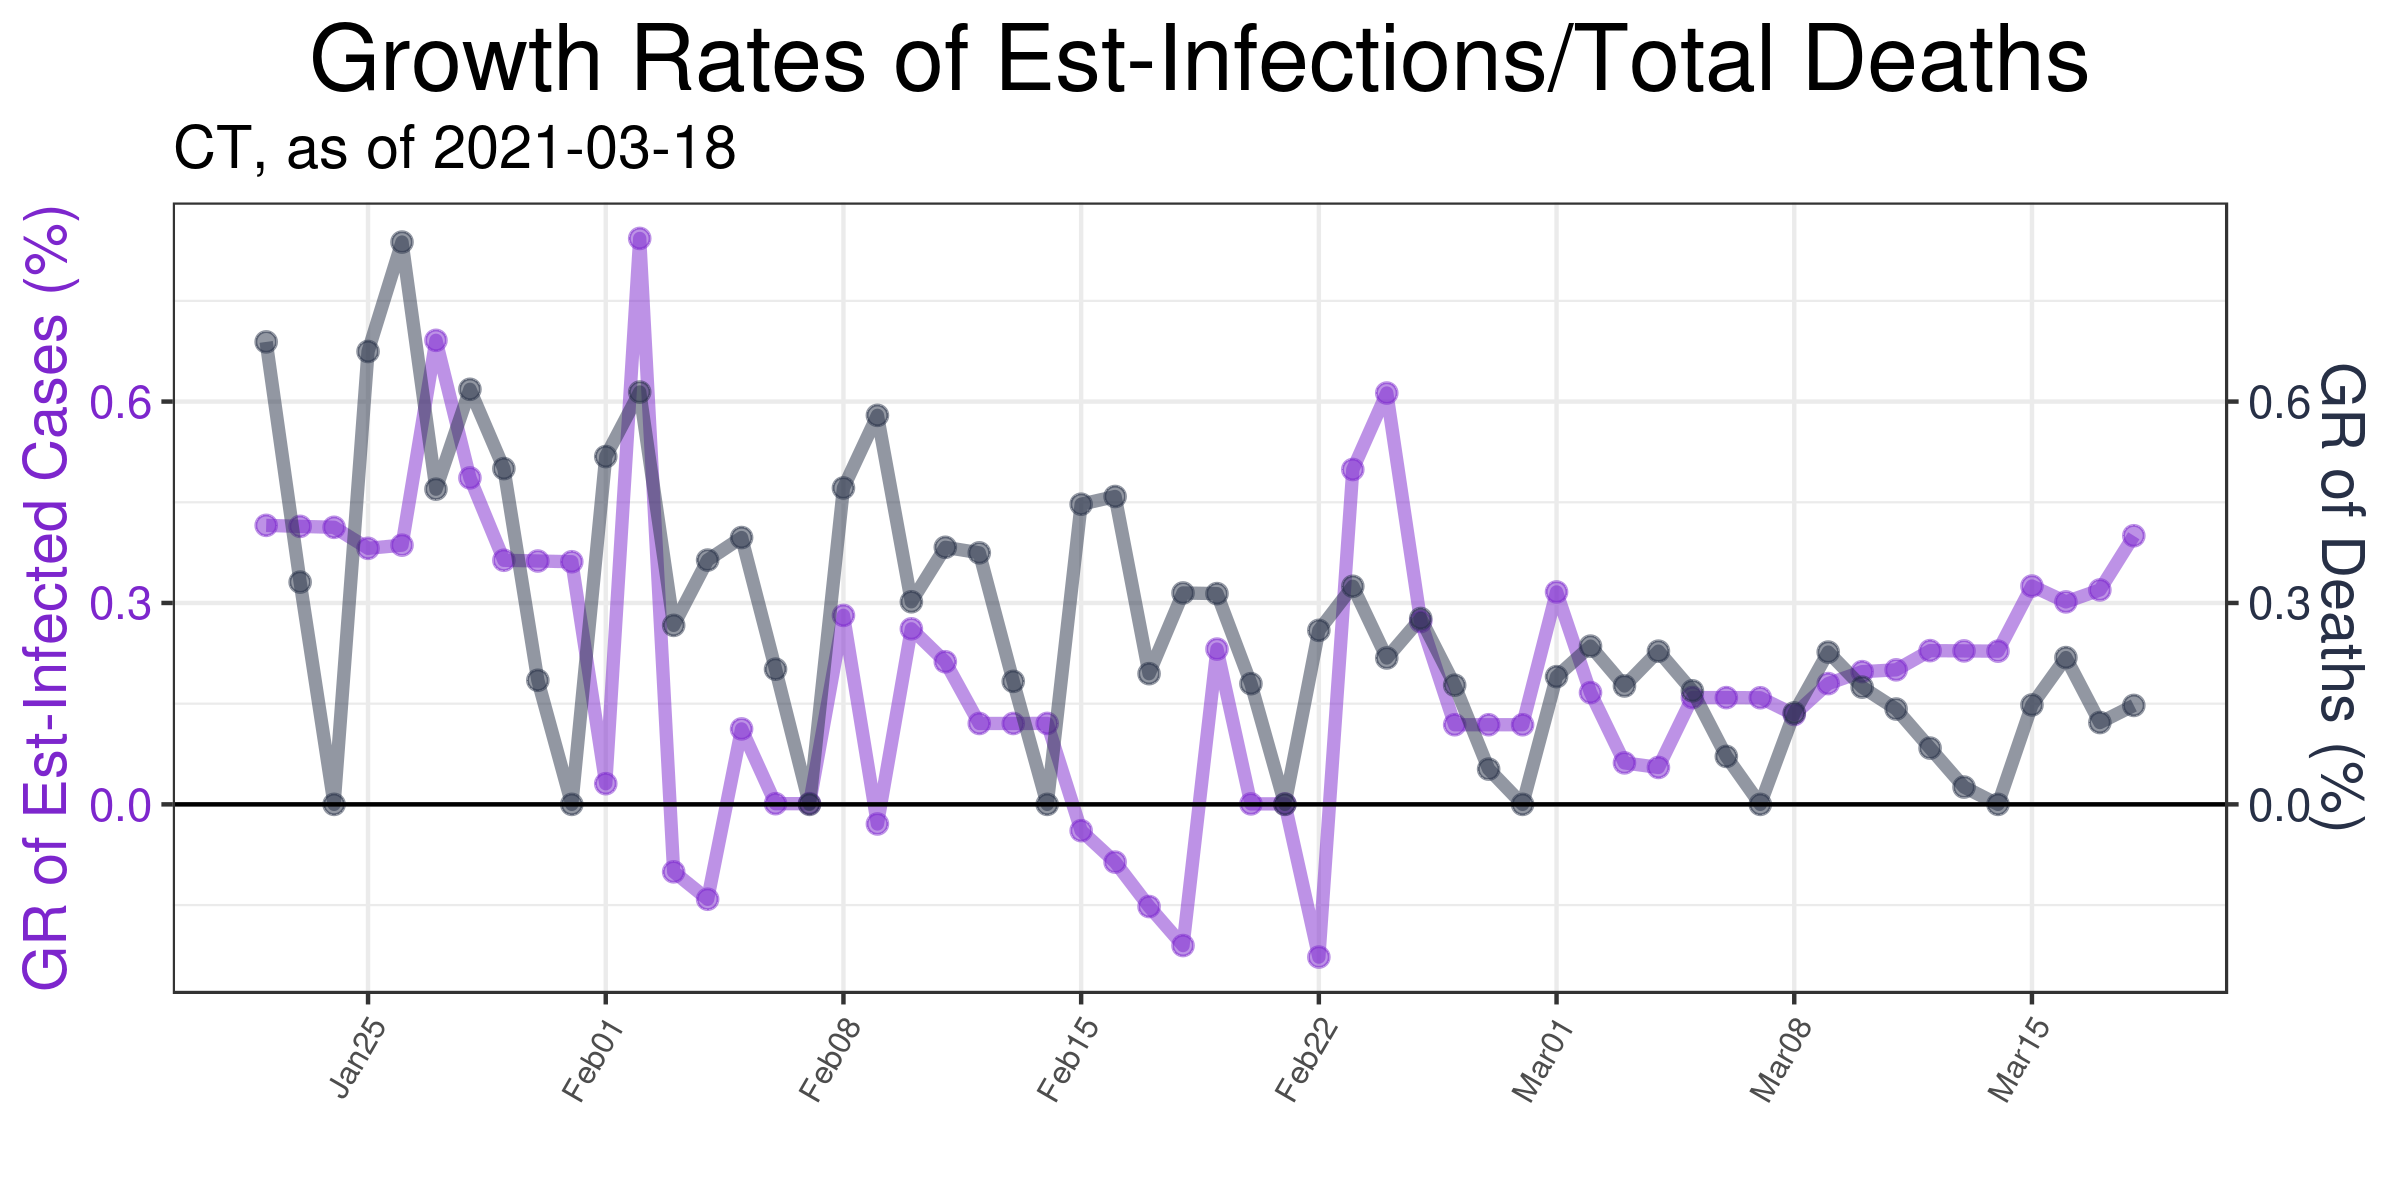 Growth Rates of Est-Infections/Total Deaths
CT, as of 2021-03-18
GR of Est-Infected Cases (%)
0.6
0.3
0.0
0.6
0.3
0.0
GR of Deaths (%)
Jan25
Feb01
Feb08
Feb15
Feb22
Mar01
Mar08
Mar15